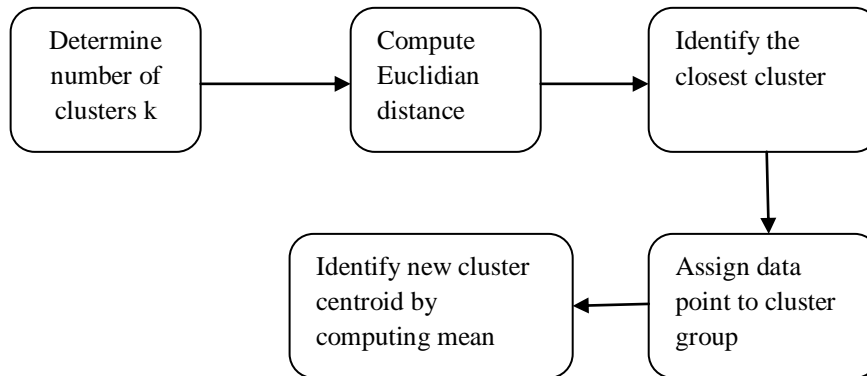 Determine
number of
clusters k
Compute
Euclidian
distance
Identify the
closest cluster
Assign data
point to cluster
group
Identify new cluster
centroid by
computing mean